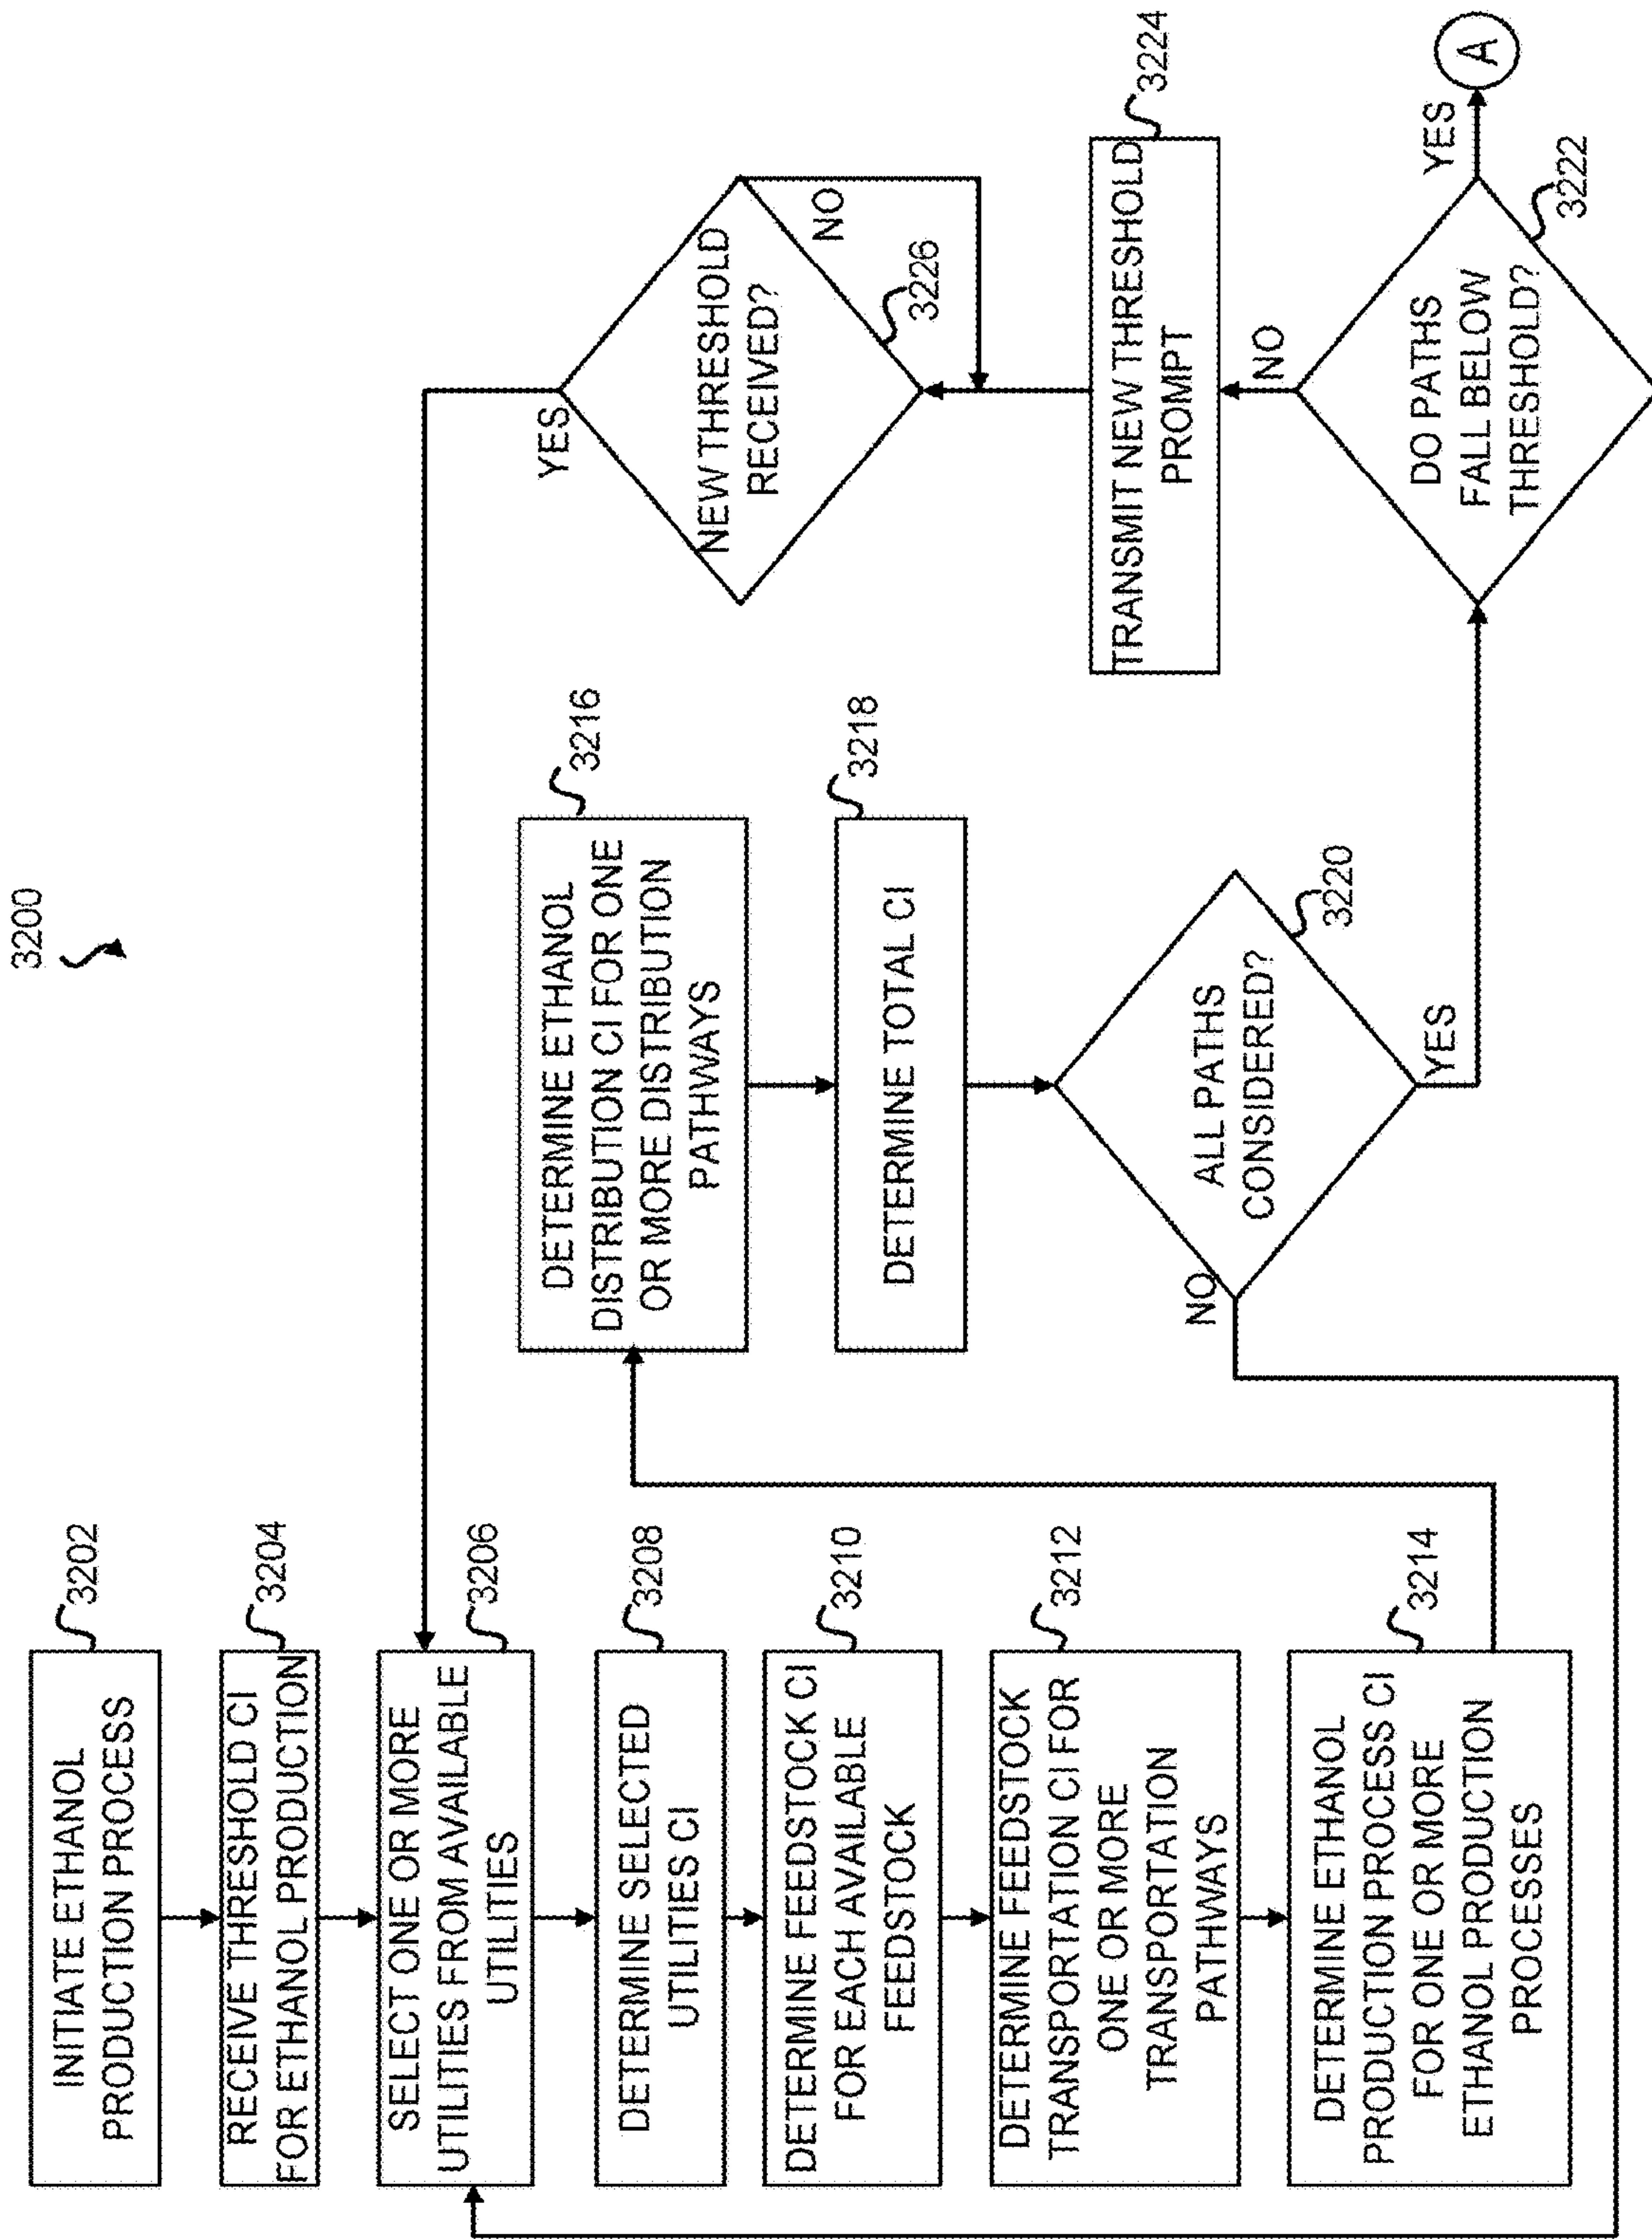 3200
INITIATE ETHANOL
PRODUCTION PROCESS
3202
RECEIVE THRESHOLD CI
FOR ETHANOL PRODUCTION
3204
SELECT ONE OR MORE
UTILITIES FROM AVAILABLE
UTILITIES
3206
DETERMINE SELECTED
UTILITIES CI
3208
DETERMINE FEEDSTOCK CI
FOR EACH AVAILABLE
FEEDSTOCK
3210
DETERMINE FEEDSTOCK
TRANSPORTATION CI FOR
ONE OR MORE
TRANSPORTATION
PATHWAYS
3212
DETERMINE ETHANOL
PRODUCTION PROCESS CI
FOR ONE OR MORE
ETHANOL PRODUCTION
PROCESSES
3214
DETERMINE ETHANOL
DISTRIBUTION CI FOR ONE
OR MORE DISTRIBUTION
PATHWAYS
3216
DETERMINE TOTAL CI
3218
ALL PATHS
CONSIDERED?
3220
NO
YES
DO PATHS
FALL BELOW
THRESHOLD?
3222
NO
YES
A
TRANSMIT NEW THRESHOLD
PROMPT
3224
NEW THRESHOLD
RECEIVED?
3226
YES
NO